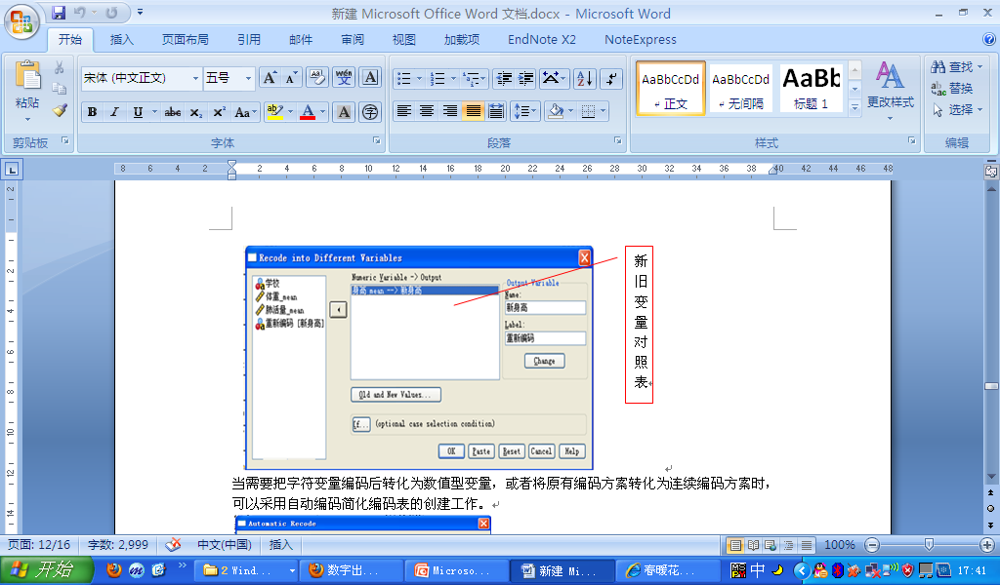 新建 Microsoft Office Word 文档.docx - Microsoft Word
开始 插入 页面布局 引用 邮件 审阅 视图 加载项 EndNote X2 NoteExpress
粘贴
宋体 (中文正文) 五号
AaBbCcDd AaBbCcDd AaBb
正文 无间隔 标题 1
更改样式
查找
替换
选择
剪贴板 字体 段落 样式 编辑
8 6 4 2 2 4 6 8 10 12 14 16 18 20 22 24 26 28 30 32 34 36 38 40 42 44 46 48
Recode into Different Variables
学校
体重_mean
肺活量_mean
重新编码 [新身高]
Numeric Variable -> Output
身高 mean --> 新身高
Output Variable
Name:
新身高
Label:
重新编码
Change
Old and New Values...
If... (optional case selection condition)
OK Paste Reset Cancel Help
新旧变量对照表
当需要把字符变量编码后转化为数值型变量，或者将原有编码方案转化为连续编码方案时，
可以采用自动编码简化编码表的创建工作。
Automatic Recode
页面: 12/16 字数: 2,999 中文(中国) 插入 100%
开始 2 Wind... 数字出... Microso... 新建 Mi... 春暖花... 中 17:41